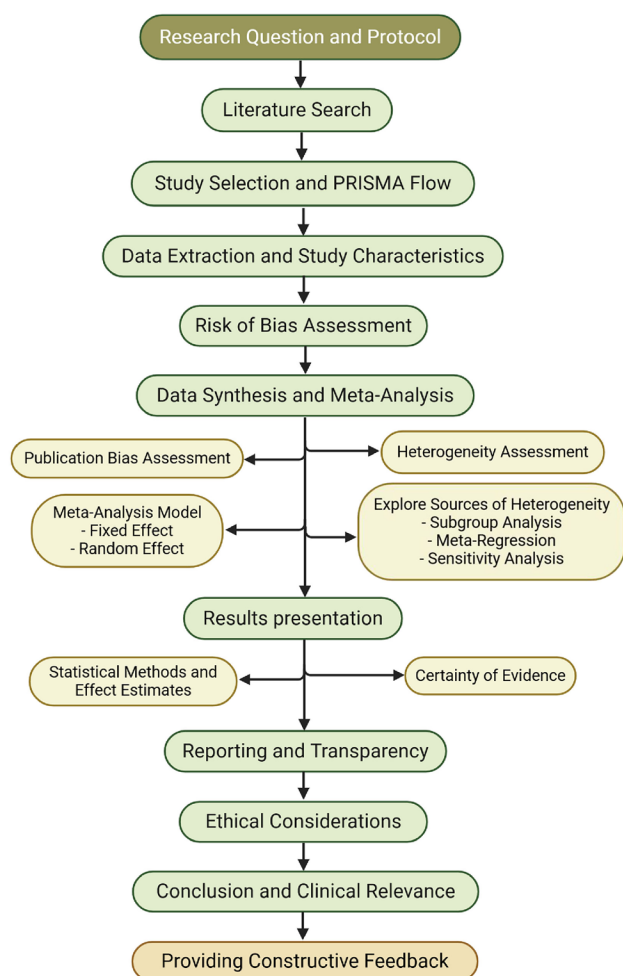 Research Question and Protocol
Literature Search
Study Selection and PRISMA Flow
Data Extraction and Study Characteristics
Risk of Bias Assessment
Data Synthesis and Meta-Analysis
Publication Bias Assessment
Heterogeneity Assessment
Meta-Analysis Model
- Fixed Effect
- Random Effect
Explore Sources of Heterogeneity
- Subgroup Analysis
- Meta-Regression
- Sensitivity Analysis
Results presentation
Statistical Methods and
Effect Estimates
Certainty of Evidence
Reporting and Transparency
Ethical Considerations
Conclusion and Clinical Relevance
Providing Constructive Feedback